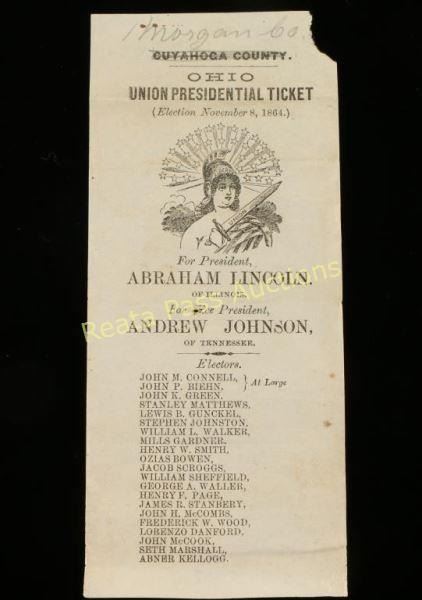 Morgan Co.
CUYAHOGA COUNTY.
OHIO
UNION PRESIDENTIAL TICKET
(Election November 8, 1864.)
For President,
ABRAHAM LINCOLN.
OF ILLINOIS.
For Vice President,
ANDREW JOHNSON,
OF TENNESSEE.
Reata Pass Auctions
Electors.
JOHN M. CONNELL,
JOHN P. BIEHN,
} At Large
JOHN K. GREEN,
STANLEY MATTHEWS,
LEWIS B. GUNCKEL,
STEPHEN JOHNSTON,
WILLIAM L. WALKER,
MILLS GARDNER,
HENRY W. SMITH,
OZIAS BOWEN,
JACOB SCROGGS,
WILLIAM SHEFFIELD,
GEORGE A. WALLER,
HENRY F. PAGE,
JAMES R. STANBERY,
JOHN H. McCOMBS,
FREDERICK W. WOOD,
LORENZO DANFORD,
JOHN McCOOK,
SETH MARSHALL,
ABNER KELLOGG.